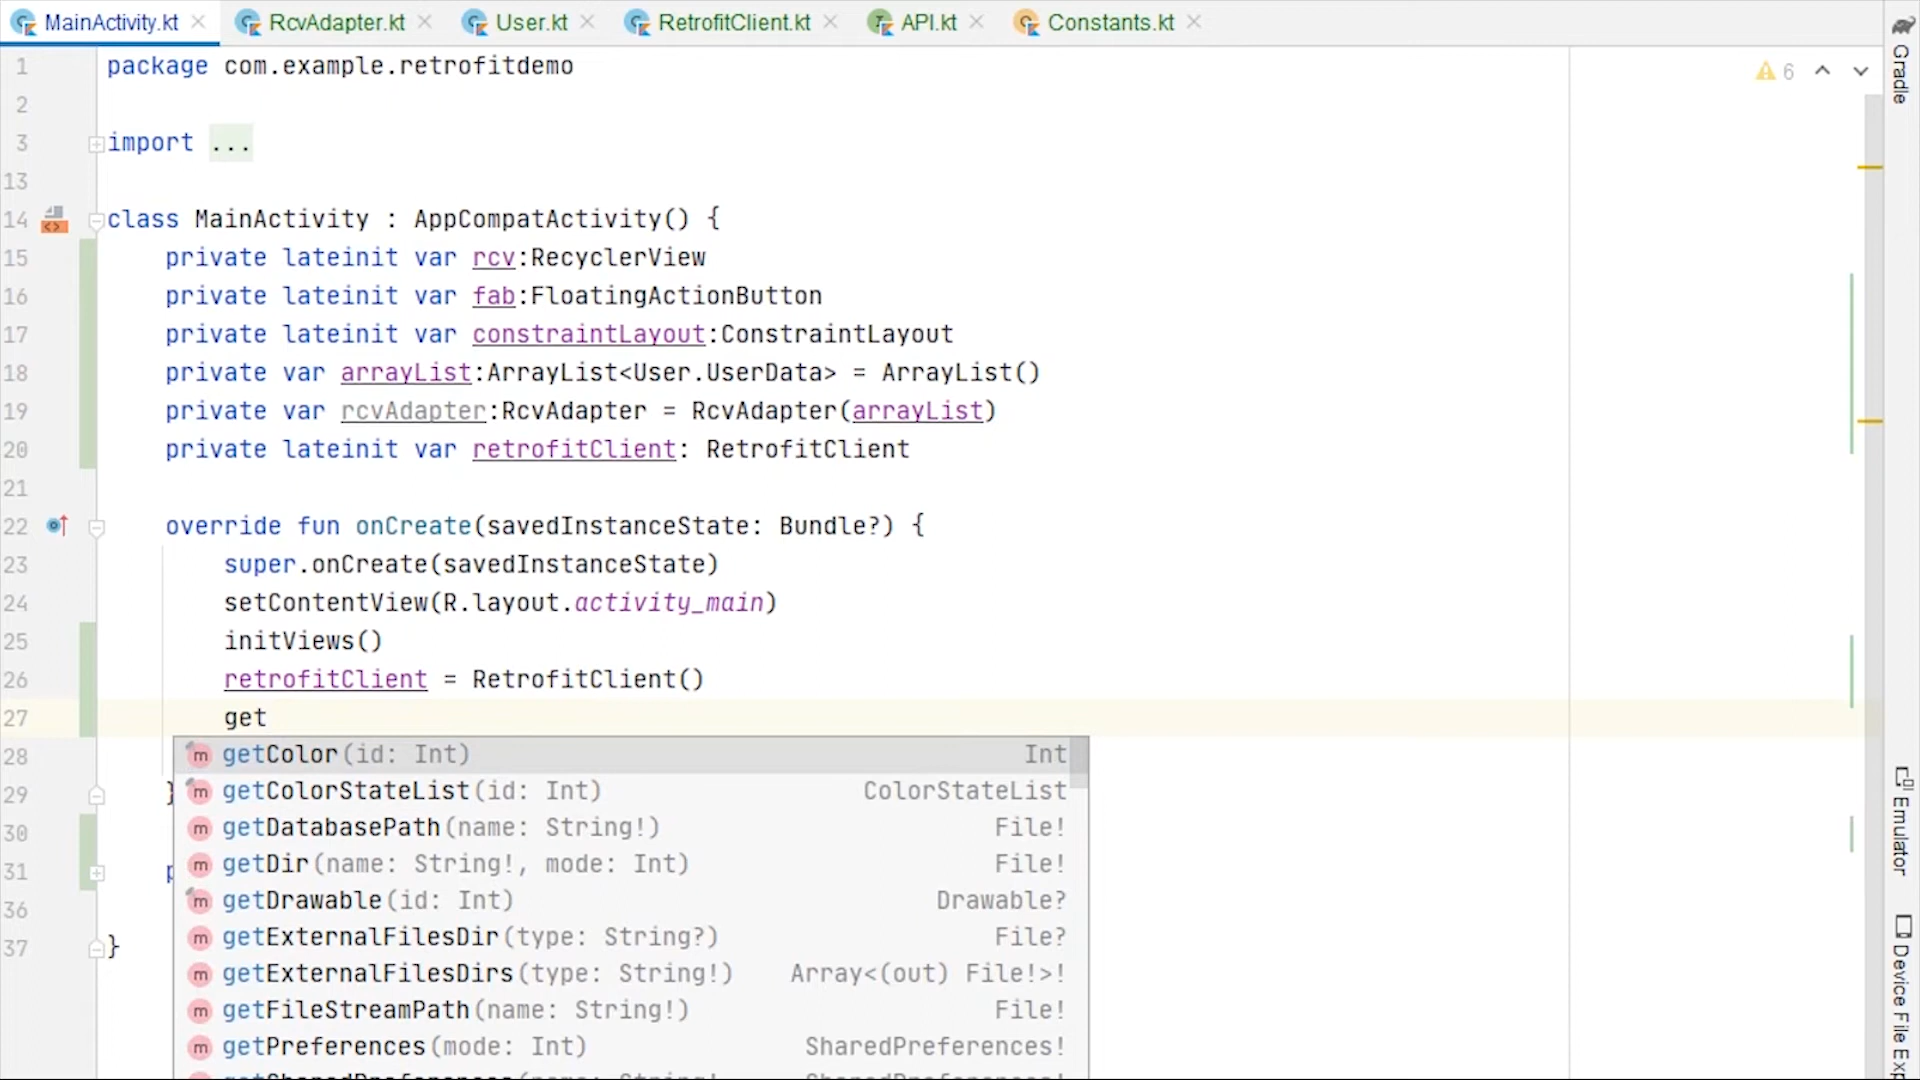 MainActivity.kt RcvAdapter.kt User.kt RetrofitClient.kt API.kt Constants.kt
1 package com.example.retrofitdemo
6
2
3 import ...
13
14 class MainActivity : AppCompatActivity() {
15 private lateinit var rcv:RecyclerView
16 private lateinit var fab:FloatingActionButton
17 private lateinit var constraintLayout:ConstraintLayout
18 private var arrayList:ArrayList<User.UserData> = ArrayList()
19 private var rcvAdapter:RcvAdapter = RcvAdapter(arrayList)
20 private lateinit var retrofitClient: RetrofitClient
21
22 override fun onCreate(savedInstanceState: Bundle?) {
23 super.onCreate(savedInstanceState)
24 setContentView(R.layout.activity_main)
25 initViews()
26 retrofitClient = RetrofitClient()
27 get
28 m getColor(id: Int) Int
m getColorStateList(id: Int) ColorStateList
29 }
30 m getDatabasePath(name: String!) File!
31 p m getDir(name: String!, mode: Int) File!
36 m getDrawable(id: Int) Drawable?
37 } m getExternalFilesDir(type: String?) File?
m getExternalFilesDirs(type: String!) Array<(out) File!>!
m getFileStreamPath(name: String!) File!
m getPreferences(mode: Int) SharedPreferences!
Gradle
Emulator
Device File Exp